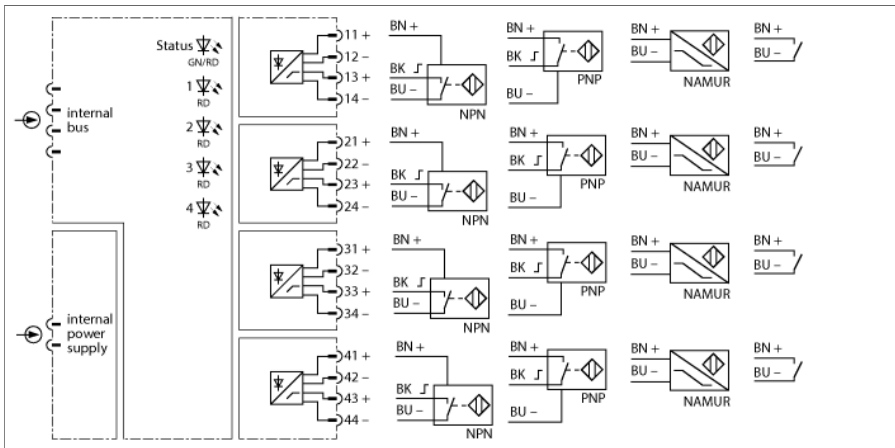 Status
GN/RD
1
RD
2
RD
3
RD
4
RD
internal
bus
internal
power
supply
11 +
12 –
13 +
14 –
BN +
BK
BU –
NPN
BN +
BK
BU –
PNP
BN +
BU –
NAMUR
BN +
BU –
21 +
22 –
23 +
24 –
BN +
BK
BU –
NPN
BN +
BK
BU –
PNP
BN +
BU –
NAMUR
BN +
BU –
31 +
32 –
33 +
34 –
BN +
BK
BU –
NPN
BN +
BK
BU –
PNP
BN +
BU –
NAMUR
BN +
BU –
41 +
42 –
43 +
44 –
BN +
BK
BU –
NPN
BN +
BK
BU –
PNP
BN +
BU –
NAMUR
BN +
BU –